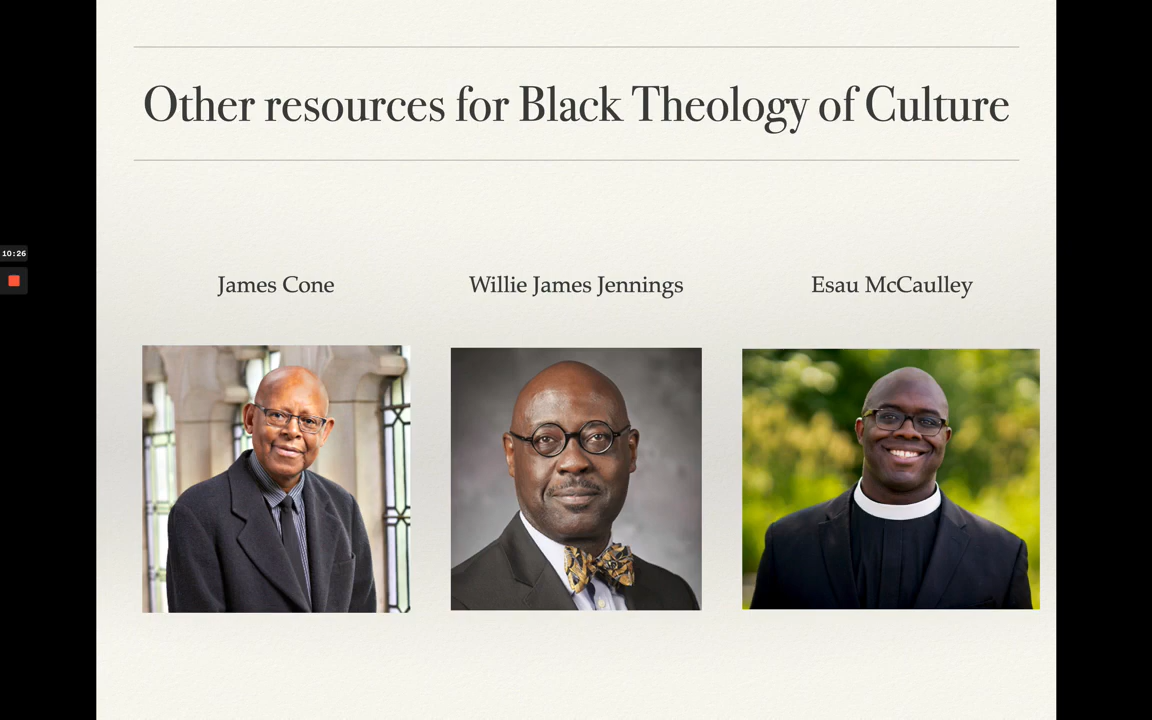 Other resources for Black Theology of Culture
10:26
James Cone
Willie James Jennings
Esau McCaulley